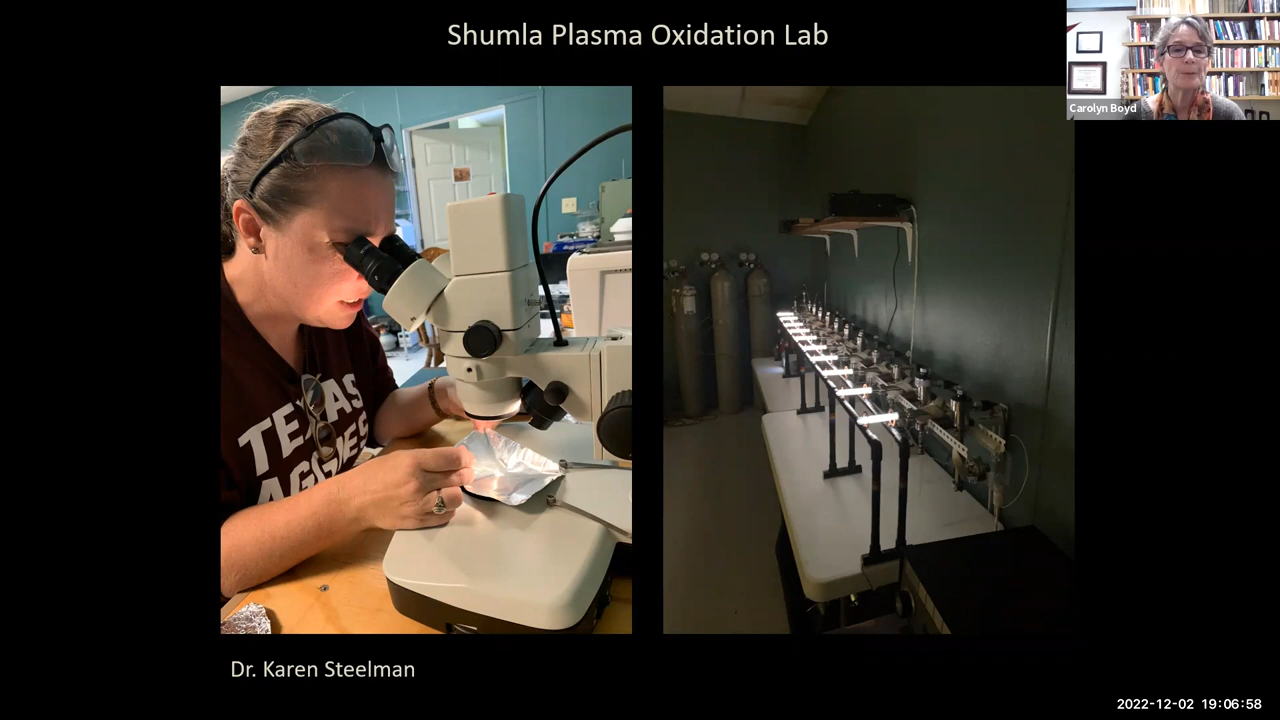 Shumla Plasma Oxidation Lab
Carolyn Boyd
TEXAS
AGGIES
Dr. Karen Steelman
2022-12-02 19:06:58